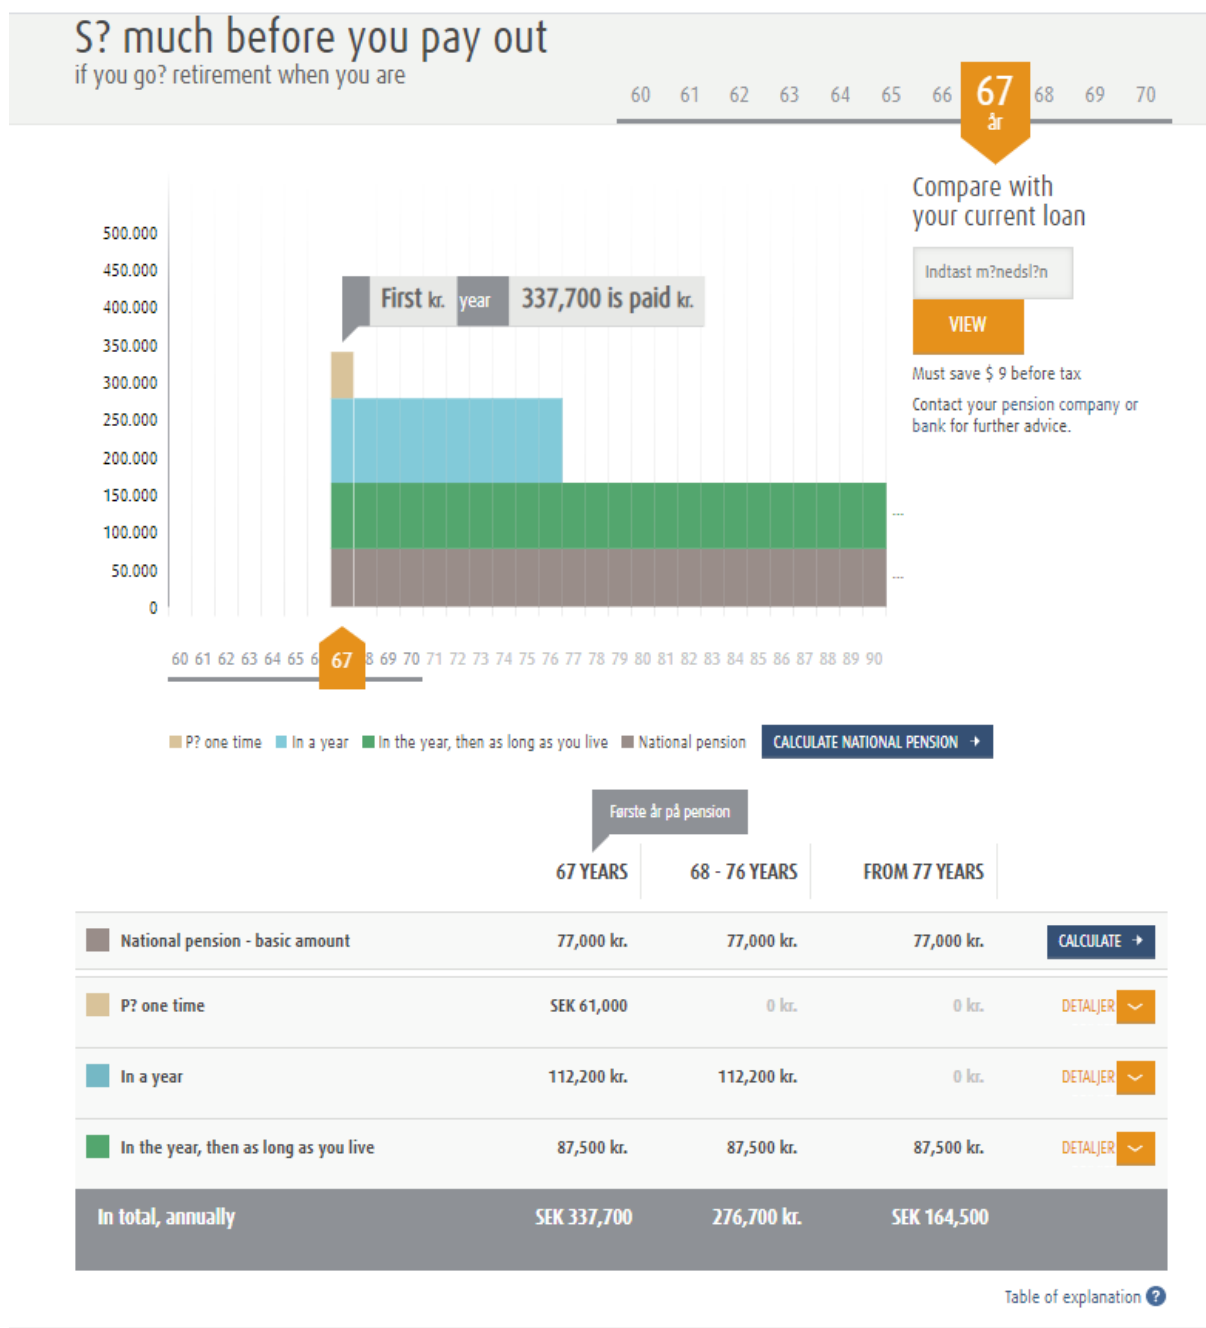 S? much before you pay out
if you go? retirement when you are
60 61 62 63 64 65 66 67 år 68 69 70
Compare with
your current loan
Indtast m?nedsl?n
VIEW
Must save $ 9 before tax
Contact your pension company or
bank for further advice.
500.000
450.000
400.000
350.000
300.000
250.000
200.000
150.000
100.000
50.000
0
First kr. year 337,700 is paid kr.
---
---
60 61 62 63 64 65 6 67 8 69 70 71 72 73 74 75 76 77 78 79 80 81 82 83 84 85 86 87 88 89 90
P? one time In a year In the year, then as long as you live National pension CALCULATE NATIONAL PENSION
Første år på pension
67 YEARS 68 - 76 YEARS FROM 77 YEARS
National pension - basic amount 77,000 kr. 77,000 kr. 77,000 kr. CALCULATE
P? one time SEK 61,000 0 kr. 0 kr. DETALJER
In a year 112,200 kr. 112,200 kr. 0 kr. DETALJER
In the year, then as long as you live 87,500 kr. 87,500 kr. 87,500 kr. DETALJER
In total, annually SEK 337,700 276,700 kr. SEK 164,500
Table of explanation ?